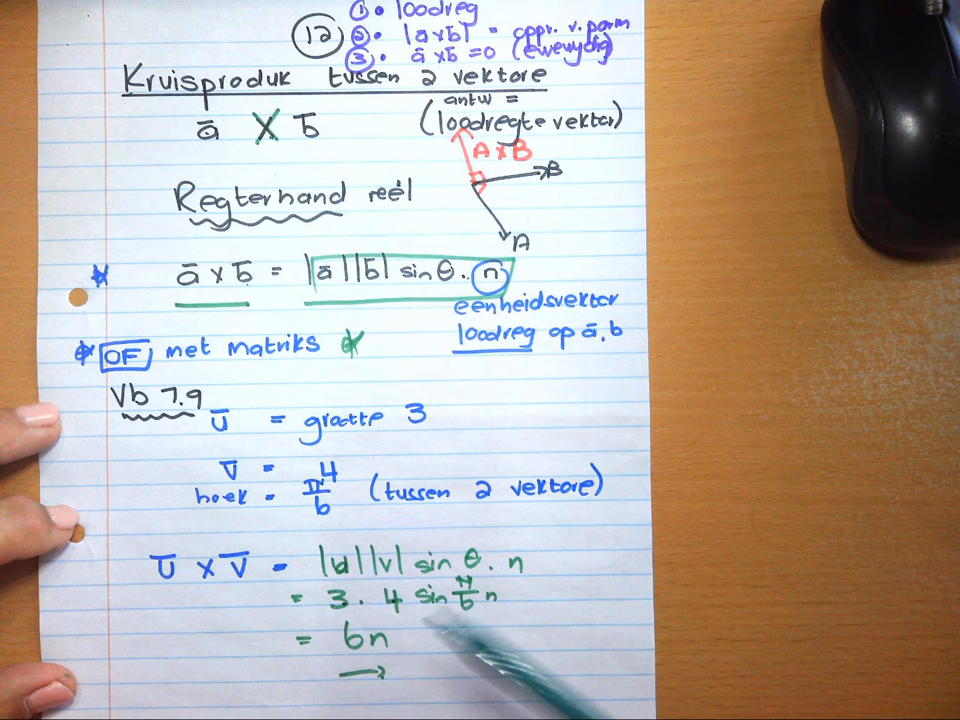 12
① • loodreg
② • |ā x b̄| = oppv. v. parm
③ • ā x b̄ = 0 (ewewydig)
Kruisproduk tussen 2 vektore
ā X b̄
antw =
(loodregte vektor)
A x B
B
A
Regterhand reël
ā x b̄ = |ā||b̄| sin θ . n
eenheidsvektor
loodreg op ā, b
OF met matriks
Vb 7.9
ū = grootte 3
v̄ = 4
hoek = π/6 (tussen 2 vektore)
ū x v̄ = |u||v| sin θ . n
= 3 . 4 sin π/6 n
= 6n